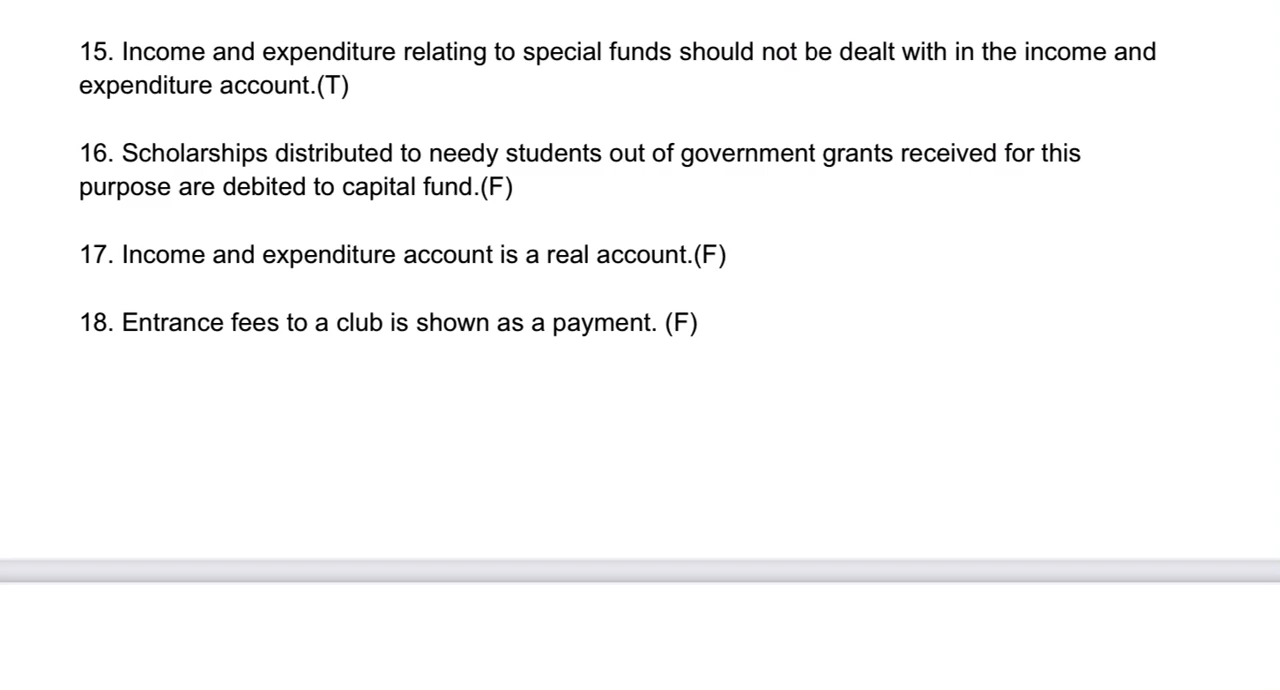 15. Income and expenditure relating to special funds should not be dealt with in the income and
expenditure account.(T)
16. Scholarships distributed to needy students out of government grants received for this
purpose are debited to capital fund.(F)
17. Income and expenditure account is a real account.(F)
18. Entrance fees to a club is shown as a payment. (F)